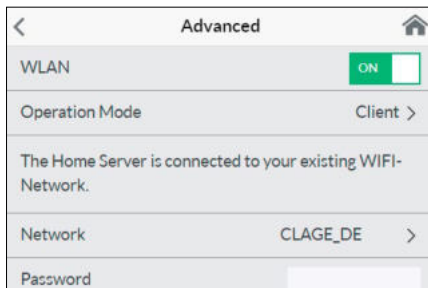 Advanced
WLAN ON
Operation Mode Client >
The Home Server is connected to your existing WIFI-
Network.
Network CLAGE_DE >
Password